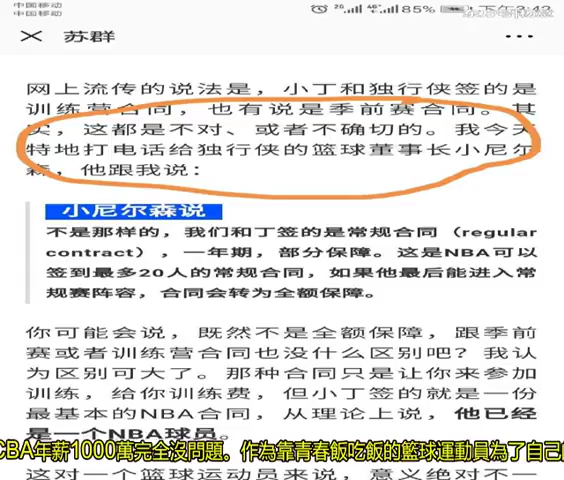 中国移动
中国移动
2G 4G 85% 下午2:42
苏群
网上流传的说法是，小丁和独行侠签的是
训练营合同，也有说是季前赛合同。其
实，这都是不对、或者不确切的。我今天
特地打电话给独行侠的篮球董事长小尼尔
森，他跟我说：
小尼尔森说
不是那样的，我们和丁签的是常规合同（regular
contract），一年期，部分保障。这是NBA可以
签到最多20人的常规合同，如果他最后能进入常
规赛阵容，合同会转为全额保障。
你可能会说，既然不是全额保障，跟季前
赛或者训练营合同也没什么区别吧？我认
为区别可大了。那种合同只是让你来参加
训练，给你训练费，但小丁签的就是一份
最基本的NBA合同，从理论上说，他已经
是一个NBA球员。
CBA年薪1000萬完全沒問題。作為靠青春飯吃飯的籃球運動員為了自己
这对一个篮球运动员来说，意义绝对不一